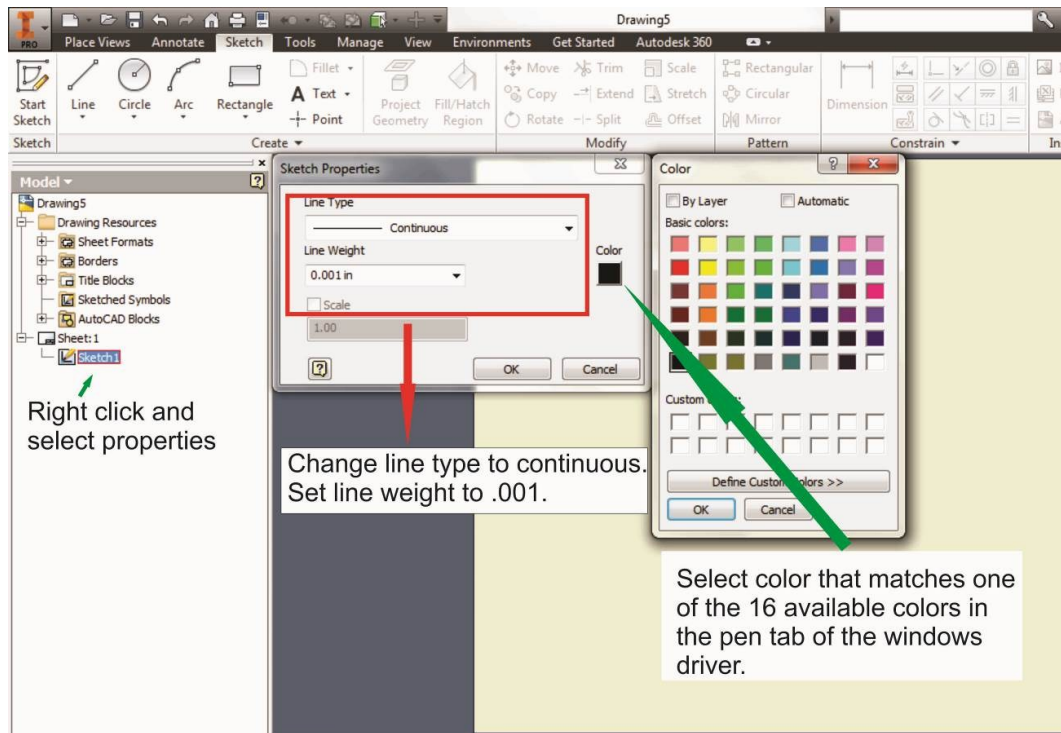 PRO
Drawing5
Place Views Annotate Sketch Tools Manage View Environments Get Started Autodesk 360
Start Sketch
Line
Circle
Arc
Rectangle
Fillet
Text
Point
Project Geometry
Fill/Hatch Region
Move
Copy
Rotate
Trim
Extend
Split
Scale
Stretch
Offset
Rectangular
Circular
Mirror
Dimension
Sketch
Create
Modify
Pattern
Constrain
In
Model
Drawing5
Drawing Resources
Sheet Formats
Borders
Title Blocks
Sketched Symbols
AutoCAD Blocks
Sheet:1
Sketch1
Right click and
select properties
Sketch Properties
Line Type
Continuous
Line Weight
0.001 in
Color
Scale
1.00
OK
Cancel
Change line type to continuous.
Set line weight to .001.
Color
By Layer
Automatic
Basic colors:
Custom
Define Custom Colors >>
OK
Cancel
Select color that matches one
of the 16 available colors in
the pen tab of the windows
driver.